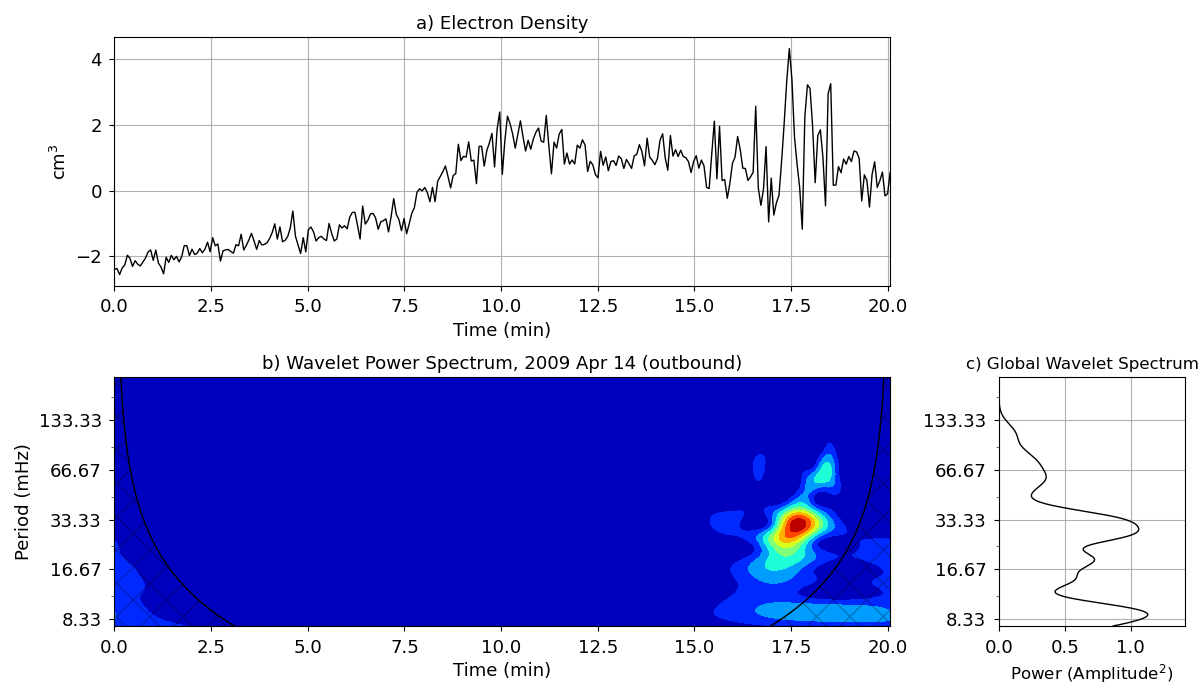 a) Electron Density
cm³
4
2
0
−2
0.0 2.5 5.0 7.5 10.0 12.5 15.0 17.5 20.0
Time (min)
b) Wavelet Power Spectrum, 2009 Apr 14 (outbound)
Period (mHz)
133.33
66.67
33.33
16.67
8.33
0.0 2.5 5.0 7.5 10.0 12.5 15.0 17.5 20.0
Time (min)
c) Global Wavelet Spectrum
133.33
66.67
33.33
16.67
8.33
0.0 0.5 1.0
Power (Amplitude²)